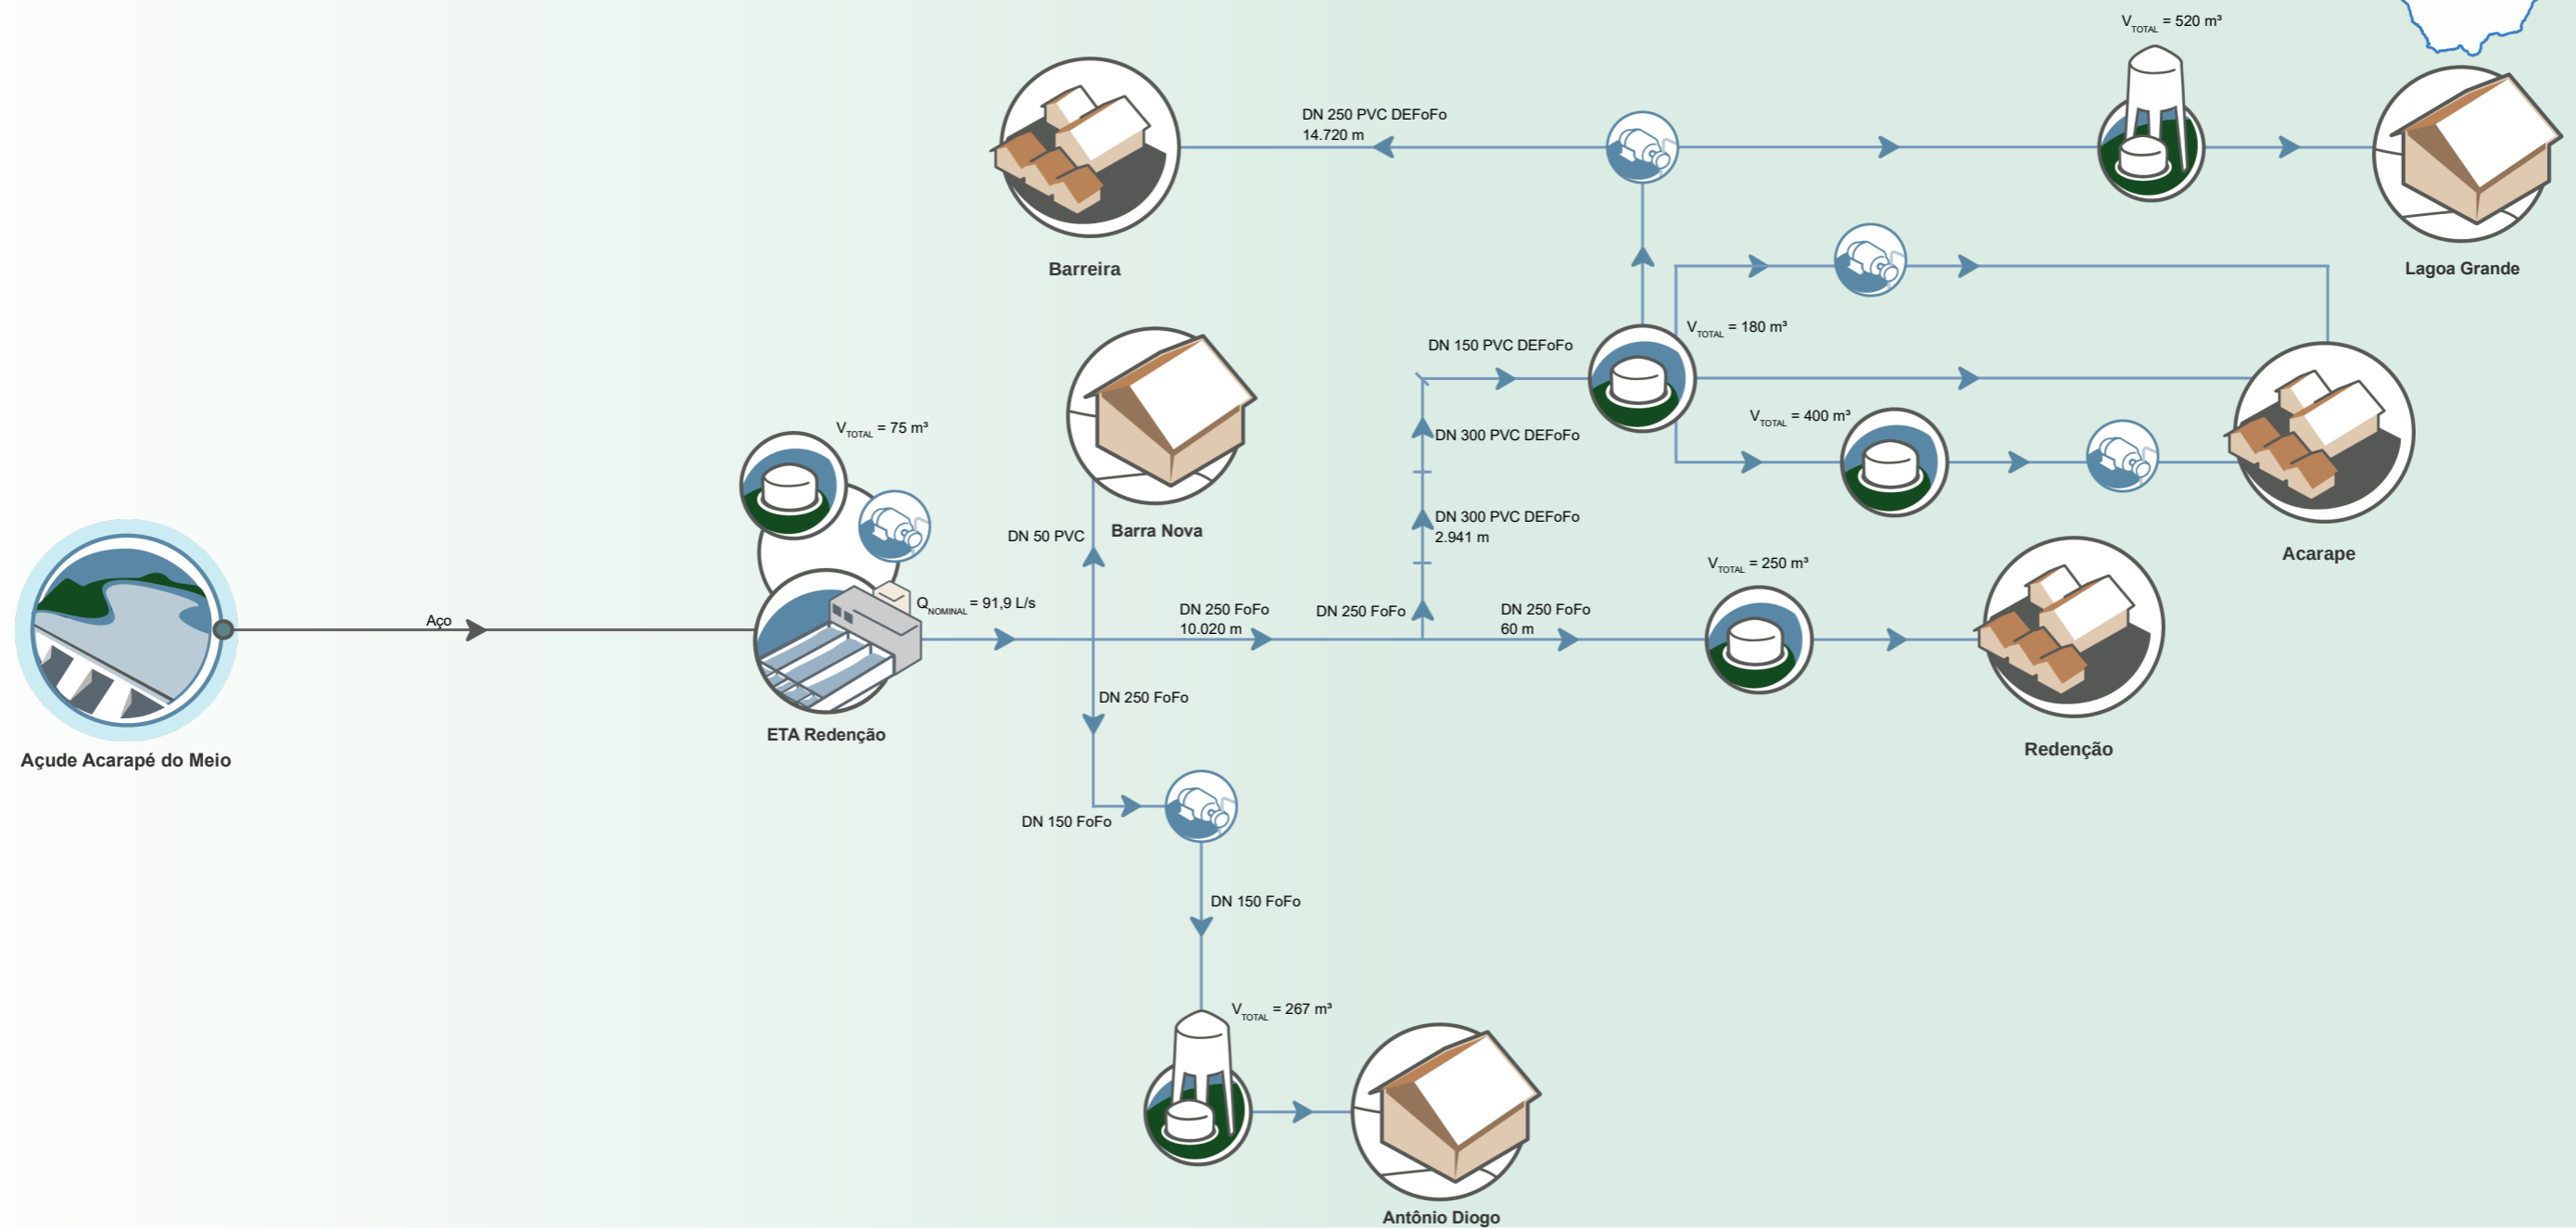 V TOTAL = 520 m³
DN 250 PVC DEFoFo
14.720 m
Barreira
Lagoa Grande
V TOTAL = 180 m³
DN 150 PVC DEFoFo
V TOTAL = 400 m³
V TOTAL = 75 m³
DN 300 PVC DEFoFo
DN 50 PVC
Barra Nova
DN 300 PVC DEFoFo
2.941 m
Acarape
V TOTAL = 250 m³
Q NOMINAL = 91,9 L/s
Aço
DN 250 FoFo
10.020 m
DN 250 FoFo
DN 250 FoFo
60 m
DN 250 FoFo
ETA Redenção
Redenção
Açude Acarapé do Meio
DN 150 FoFo
DN 150 FoFo
V TOTAL = 267 m³
Antônio Diogo